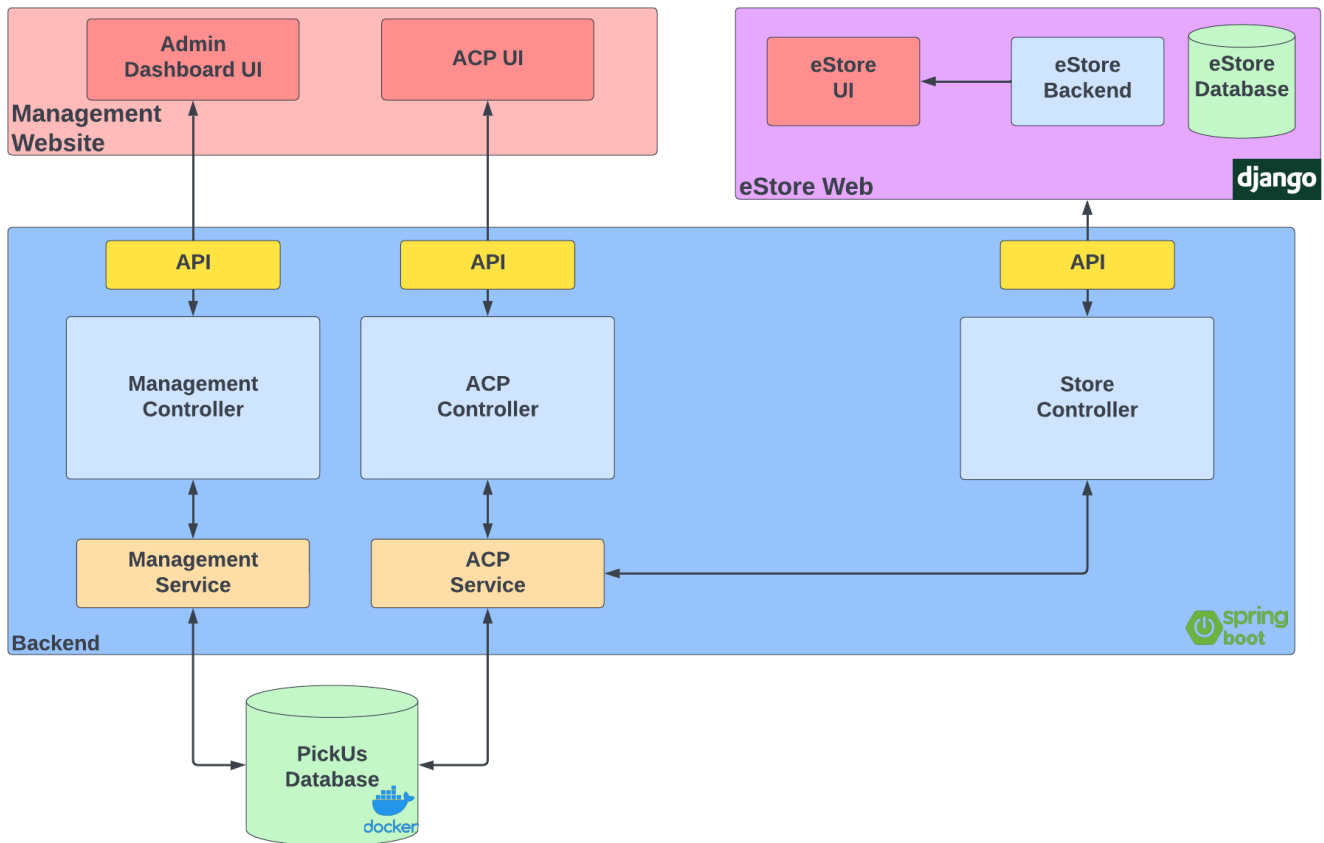 Admin
Dashboard UI
ACP UI
Management
Website
eStore
UI
eStore
Backend
eStore
Database
eStore Web
django
API
API
API
Management
Controller
ACP
Controller
Store
Controller
Management
Service
ACP
Service
Backend
spring
boot
PickUs
Database
docker